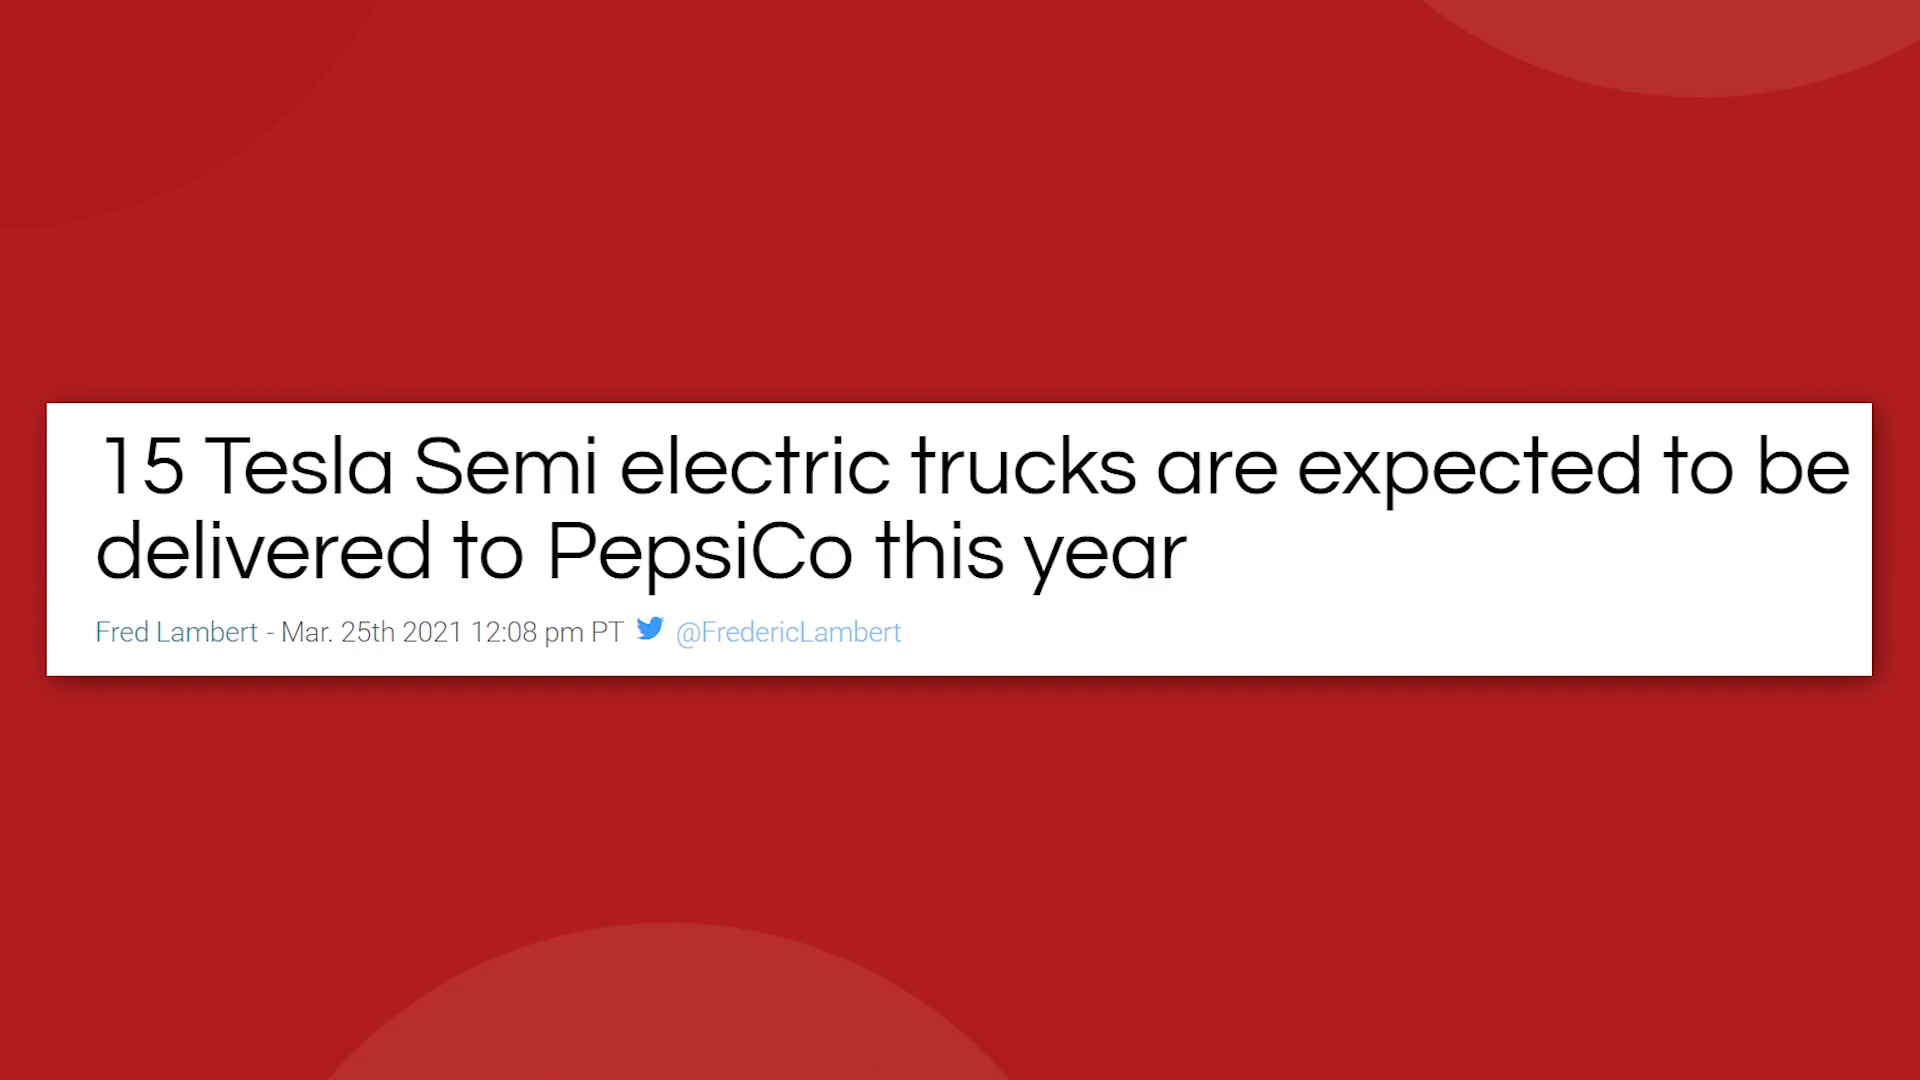 15 Tesla Semi electric trucks are expected to be
delivered to PepsiCo this year
Fred Lambert - Mar. 25th 2021 12:08 pm PT @FredericLambert